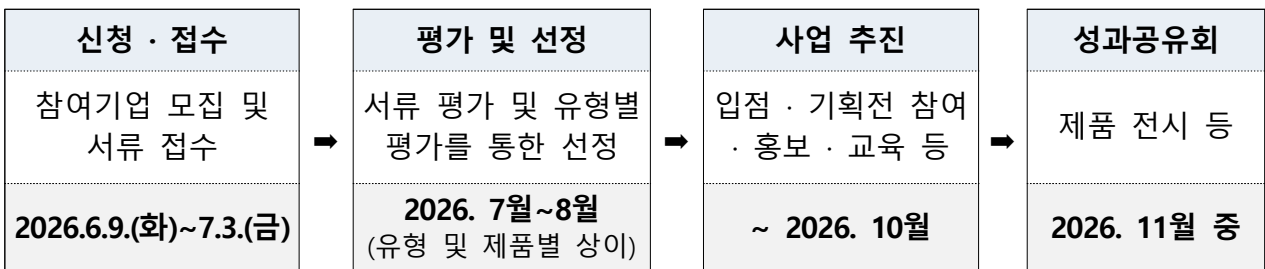 신청 · 접수
참여기업 모집 및
서류 접수
2026.6.9.(화)~7.3.(금)
➡
평가 및 선정
서류 평가 및 유형별
평가를 통한 선정
2026. 7월~8월
(유형 및 제품별 상이)
➡
사업 추진
입점 · 기획전 참여
· 홍보 · 교육 등
~ 2026. 10월
➡
성과공유회
제품 전시 등
2026. 11월 중